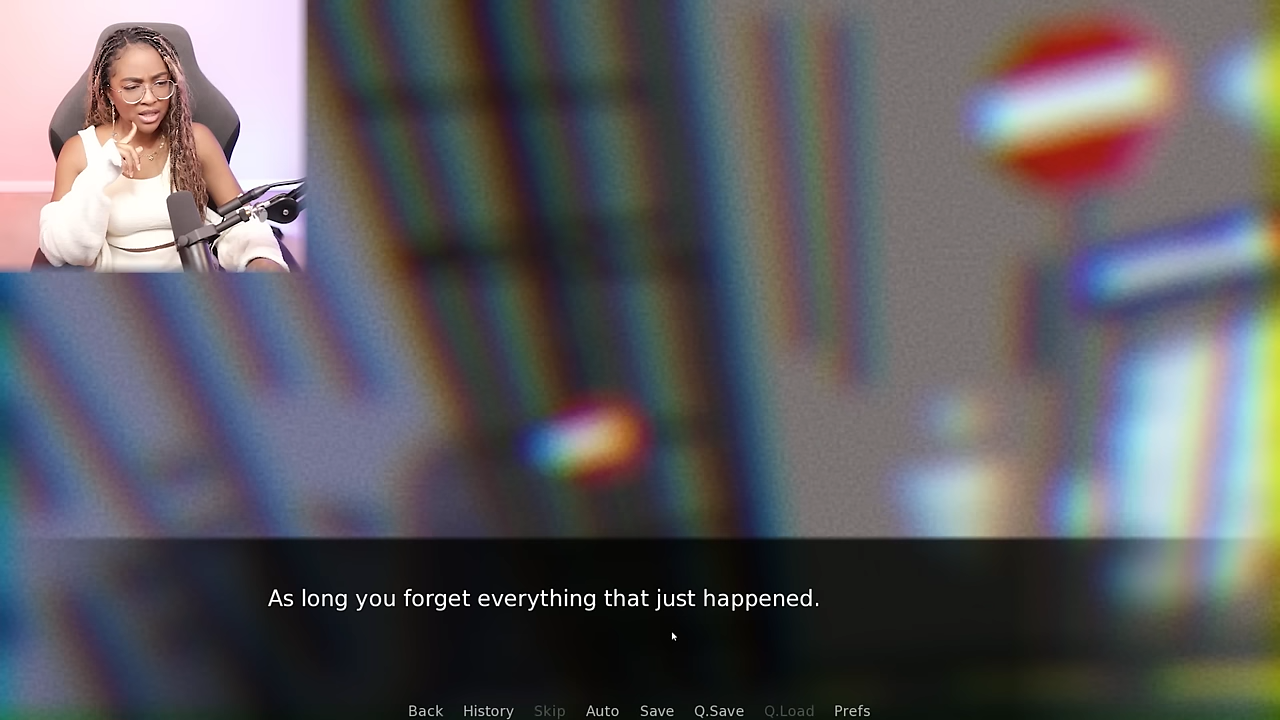 As long you forget everything that just happened.
Back History Skip Auto Save Q.Save Q.Load Prefs